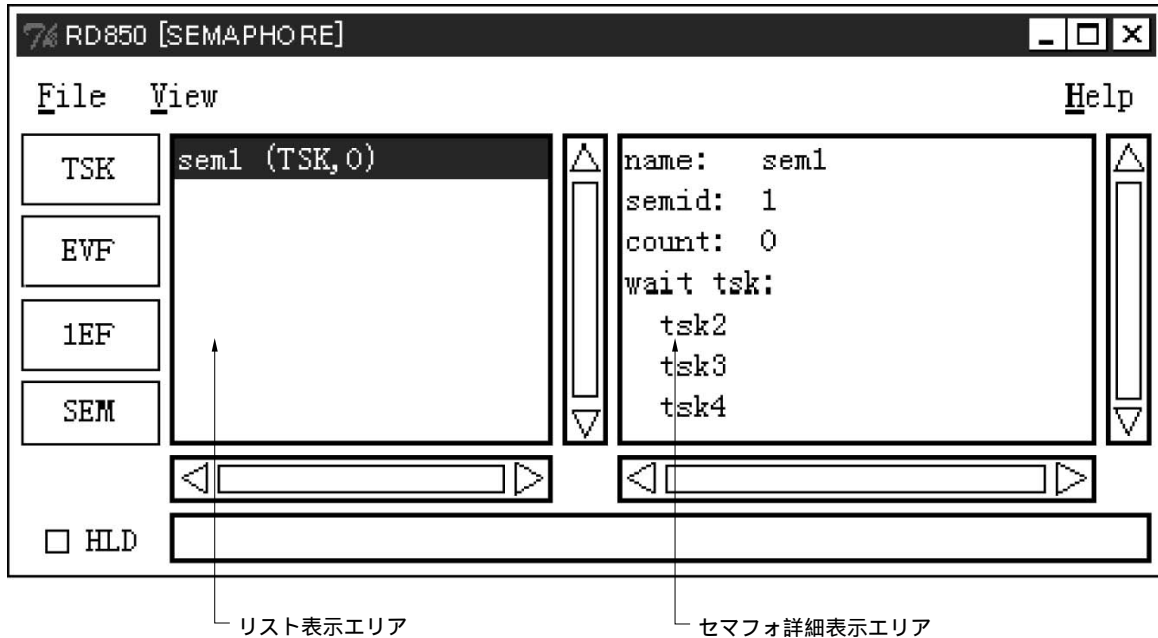 RD850 [SEMAPHORE]
File View Help
TSK
EVF
1EF
SEM
sem1 (TSK,0)
name: sem1
semid: 1
count: 0
wait tsk:
tsk2
tsk3
tsk4
HLD
リスト表示エリア
セマフォ詳細表示エリア